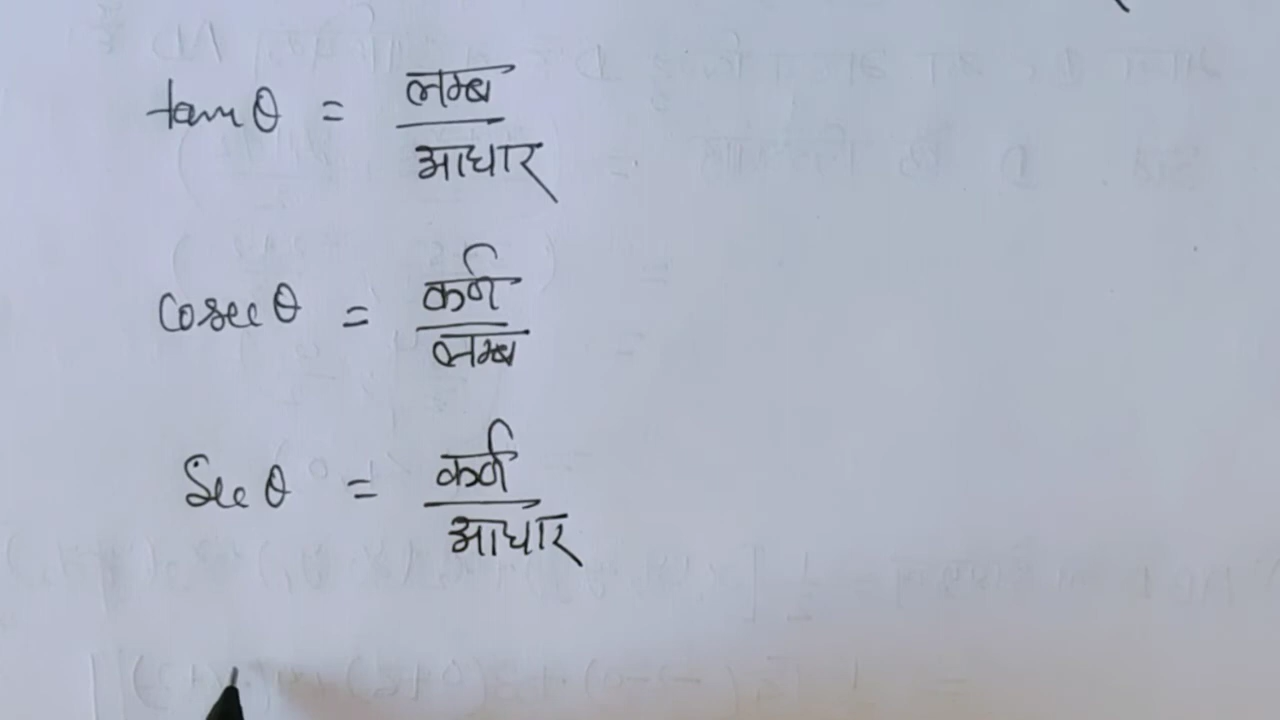 tanθ = लम्ब / आधार
cosecθ = कर्ण / लम्ब
Secθ = कर्ण / आधार